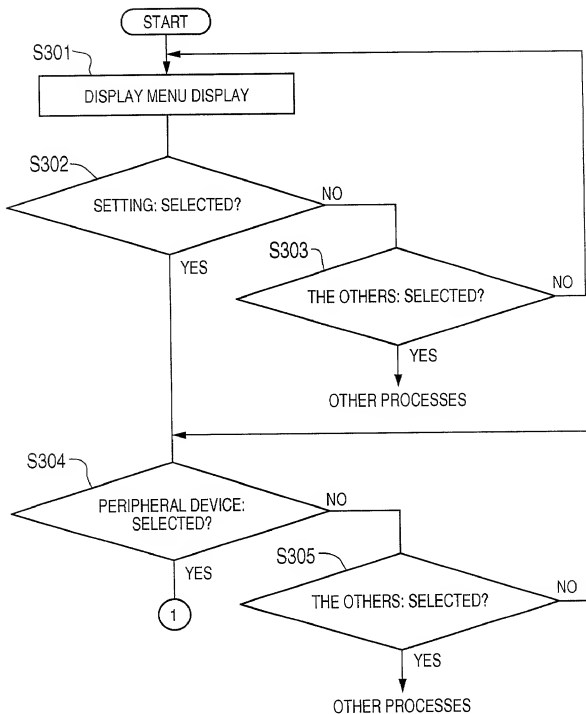 START
S301
DISPLAY MENU DISPLAY
S302
SETTING: SELECTED?
NO
YES
S303
THE OTHERS: SELECTED?
NO
YES
OTHER PROCESSES
S304
PERIPHERAL DEVICE:
SELECTED?
NO
YES
1
S305
THE OTHERS: SELECTED?
NO
YES
OTHER PROCESSES